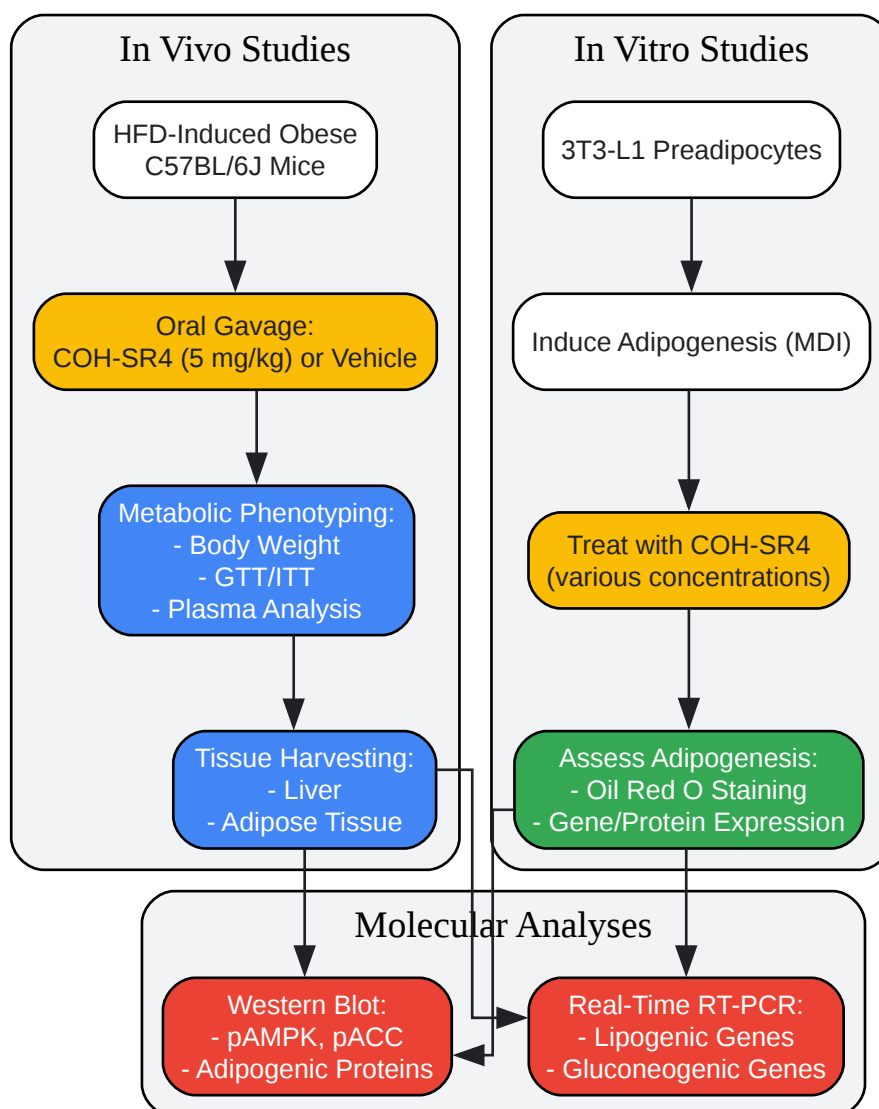 In Vivo Studies
HFD-Induced Obese
C57BL/6J Mice
Oral Gavage:
COH-SR4 (5 mg/kg) or Vehicle
Metabolic Phenotyping:
- Body Weight
- GTT/ITT
- Plasma Analysis
Tissue Harvesting:
- Liver
- Adipose Tissue
In Vitro Studies
3T3-L1 Preadipocytes
Induce Adipogenesis (MDI)
Treat with COH-SR4
(various concentrations)
Assess Adipogenesis:
- Oil Red O Staining
- Gene/Protein Expression
Molecular Analyses
Western Blot:
- pAMPK, pACC
- Adipogenic Proteins
Real-Time RT-PCR:
- Lipogenic Genes
- Gluconeogenic Genes